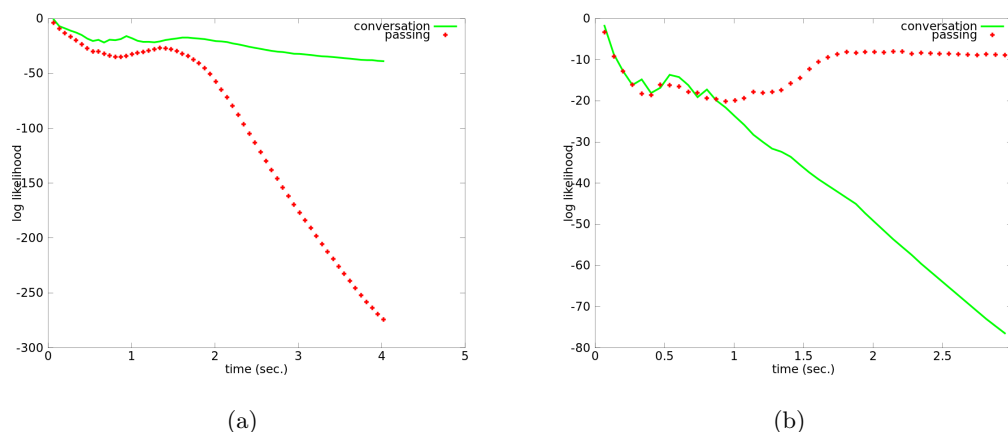 0
-50
-100
-150
-200
-250
-300
0
1
2
3
4
5
log likelihood
time (sec.)
conversation
passing
(a)
0
-10
-20
-30
-40
-50
-60
-70
-80
0
0.5
1
1.5
2
2.5
log likelihood
time (sec.)
conversation
passing
(b)